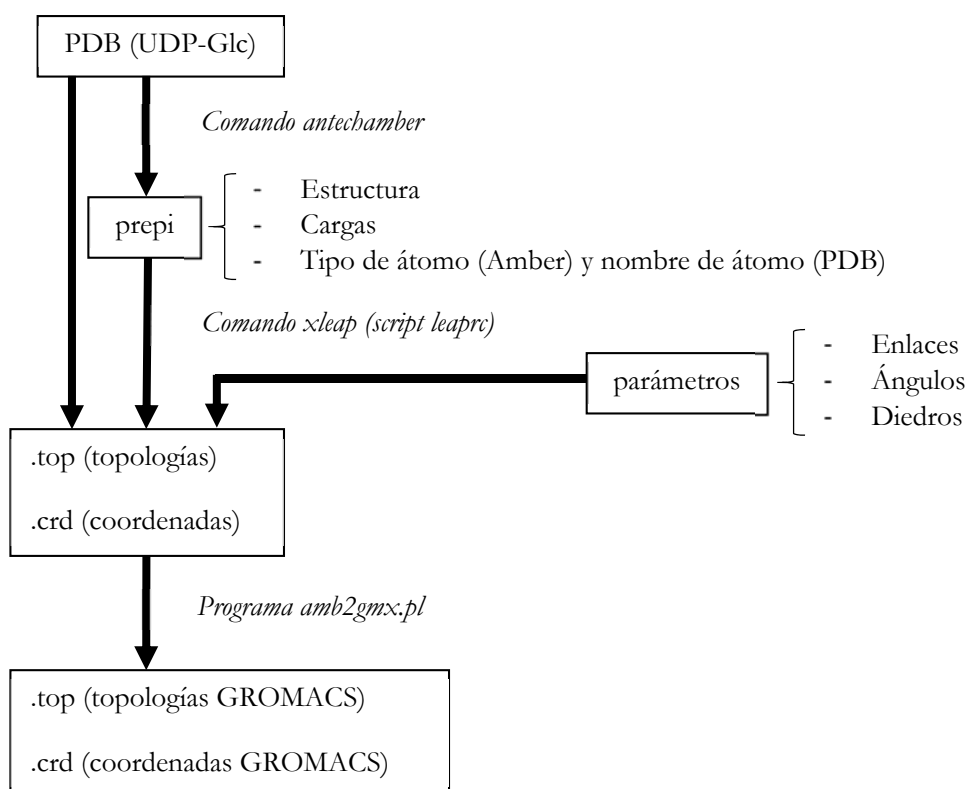 PDB (UDP-Glc)
Comando antechamber
prepi
- Estructura
- Cargas
- Tipo de átomo (Amber) y nombre de átomo (PDB)
Comando xleap (script leaprc)
parámetros
- Enlaces
- Ángulos
- Diedros
.top (topologías)
.crd (coordenadas)
Programa amb2gmx.pl
.top (topologías GROMACS)
.crd (coordenadas GROMACS)